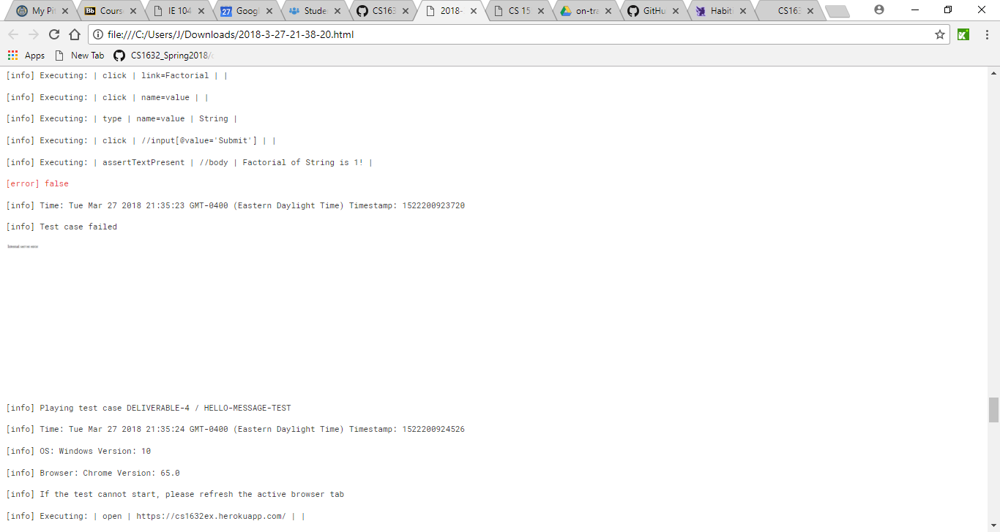 My Pi
Cours
IE 104
Googl
Stude
CS163
2018-
CS 15
on-tra
GitHu
Habiti
CS163
file:///C:/Users/J/Downloads/2018-3-27-21-38-20.html
Apps New Tab CS1632_Spring2018/
[info] Executing: | click | link=Factorial | |
[info] Executing: | click | name=value | |
[info] Executing: | type | name=value | String |
[info] Executing: | click | //input[@value='Submit'] | |
[info] Executing: | assertTextPresent | //body | Factorial of String is 1! |
[error] false
[info] Time: Tue Mar 27 2018 21:35:23 GMT-0400 (Eastern Daylight Time) Timestamp: 1522200923720
[info] Test case failed
[info] Playing test case DELIVERABLE-4 / HELLO-MESSAGE-TEST
[info] Time: Tue Mar 27 2018 21:35:24 GMT-0400 (Eastern Daylight Time) Timestamp: 1522200924526
[info] OS: Windows Version: 10
[info] Browser: Chrome Version: 65.0
[info] If the test cannot start, please refresh the active browser tab
[info] Executing: | open | https://cs1632ex.herokuapp.com/ | |